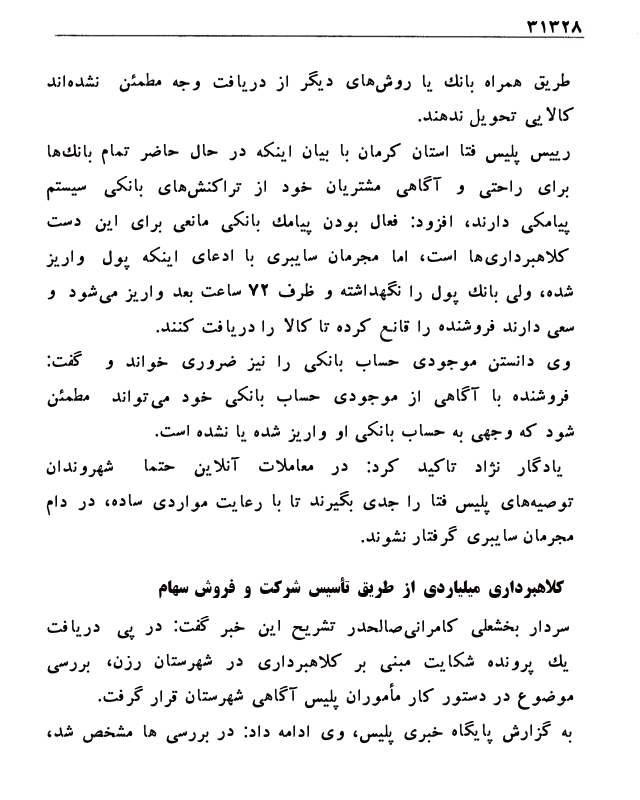 ۳۱۳۲۸
طریق همراه بانك یا روش‌های دیگر از دریافت وجه مطمئن نشده‌اند
کالایی تحویل ندهند.
رییس پلیس فتا استان کرمان با بیان اینکه در حال حاضر تمام بانك‌ها
برای راحتی و آگاهی مشتریان خود از تراکنش‌های بانکی سیستم
پیامکی دارند، افزود: فعال بودن پیامك بانکی مانعی برای این دست
کلاهبرداری‌ها است، اما مجرمان سایبری با ادعای اینکه پول واریز
شده، ولی بانك پول را نگهداشته و ظرف ۷۲ ساعت بعد واریز می‌شود و
سعی دارند فروشنده را قانع کرده تا کالا را دریافت کنند.
وی دانستن موجودی حساب بانکی را نیز ضروری خواند و گفت:
فروشنده با آگاهی از موجودی حساب بانکی خود می‌تواند مطمئن
شود که وجهی به حساب بانکی او واریز شده یا نشده است.
یادگار نژاد تاکید کرد: در معاملات آنلاین حتما شهروندان
توصیه‌های پلیس فتا را جدی بگیرند تا با رعایت مواردی ساده، در دام
مجرمان سایبری گرفتار نشوند.
کلاهبرداری میلیاردی از طریق تأسیس شرکت و فروش سهام
سردار بخشعلی کامرانی‌صالحدر تشریح این خبر گفت: در پی دریافت
یك پرونده شکایت مبنی بر کلاهبرداری در شهرستان رزن، بررسی
موضوع در دستور کار مأموران پلیس آگاهی شهرستان قرار گرفت.
به گزارش پایگاه خبری پلیس، وی ادامه داد: در بررسی ها مشخص شد،